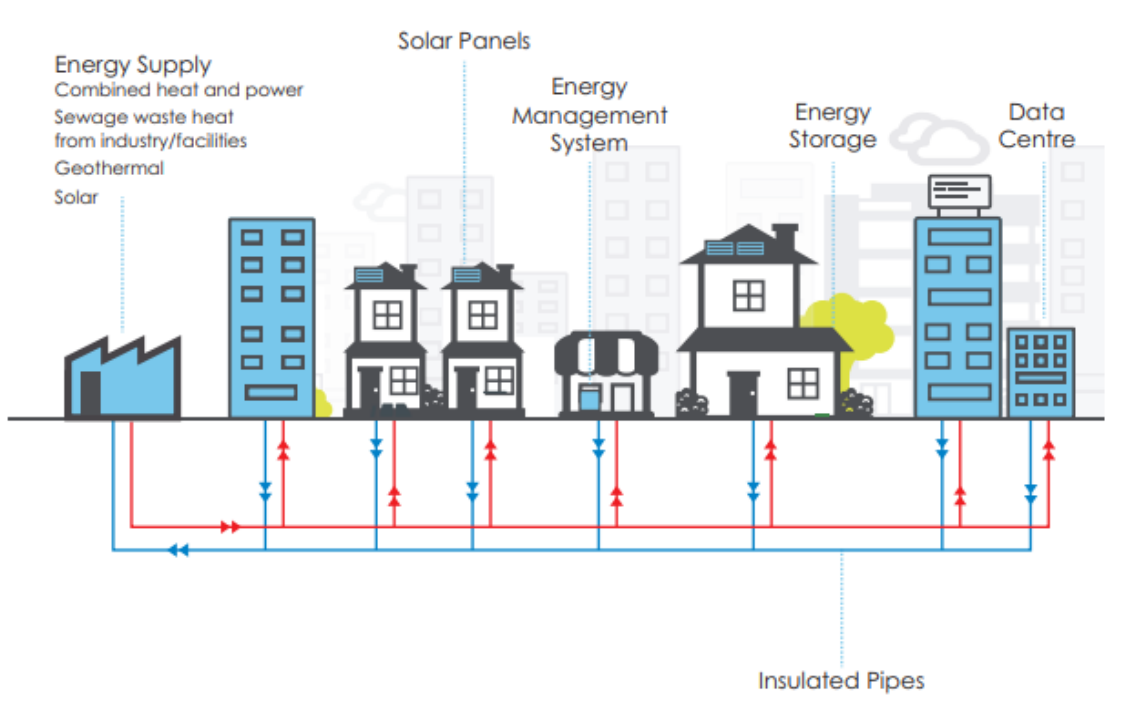 Solar Panels
Energy Supply
Combined heat and power
Sewage waste heat
from industry/facilities
Geothermal
Solar
Energy
Management
System
Energy
Storage
Data
Centre
Insulated Pipes